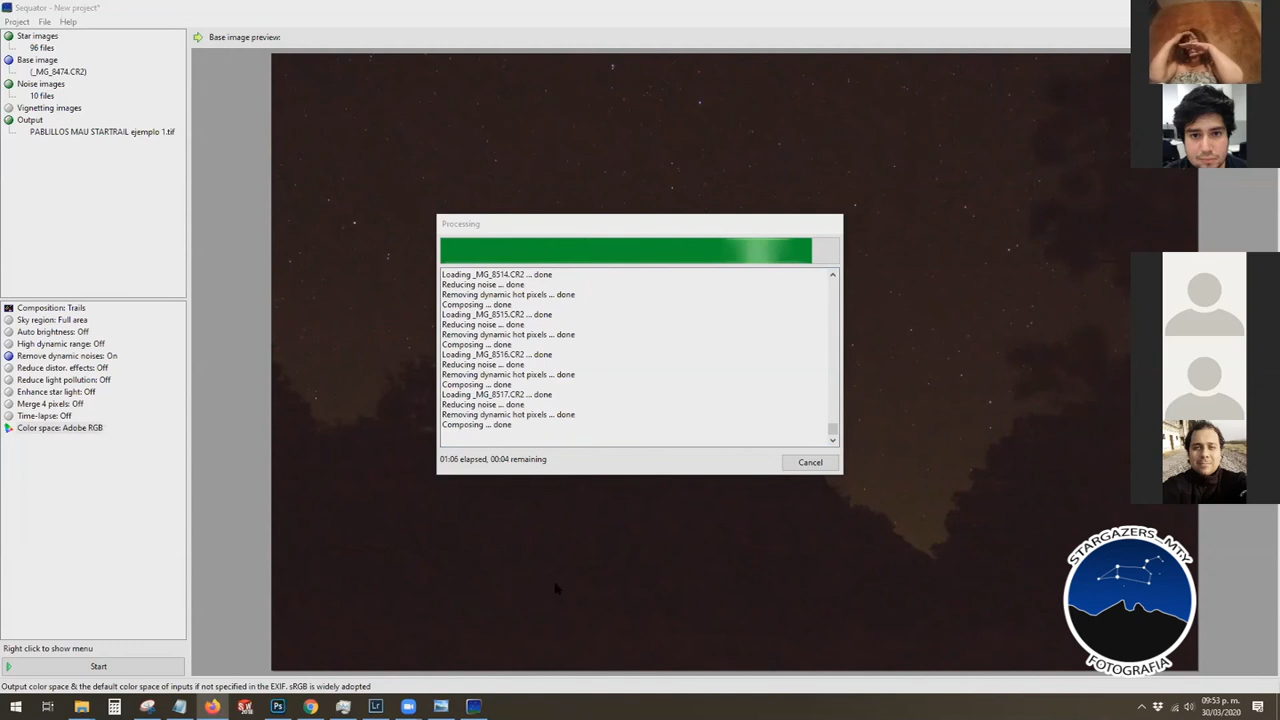 Sequator - New project*
Project File Help
Star images
96 files
Base image
(_MG_8474.CR2)
Noise images
10 files
Vignetting images
Output
PABLILLOS MAU STARTRAIL ejemplo 1.tif
Base image preview:
Processing
Loading _MG_8514.CR2 ... done
Reducing noise ... done
Removing dynamic hot pixels ... done
Composing ... done
Loading _MG_8515.CR2 ... done
Reducing noise ... done
Removing dynamic hot pixels ... done
Composing ... done
Loading _MG_8516.CR2 ... done
Reducing noise ... done
Removing dynamic hot pixels ... done
Composing ... done
Loading _MG_8517.CR2 ... done
Reducing noise ... done
Removing dynamic hot pixels ... done
Composing ... done
01:06 elapsed, 00:04 remaining
Cancel
Composition: Trails
Sky region: Full area
Auto brightness: Off
High dynamic range: Off
Remove dynamic noises: On
Reduce distor. effects: Off
Reduce light pollution: Off
Enhance star light: Off
Merge 4 pixels: Off
Time-lapse: Off
Color space: Adobe RGB
Right click to show menu
Start
Output color space & the default color space of inputs if not specified in the EXIF. sRGB is widely adopted
STARGAZERS_MTY
FOTOGRAFIA
SW
2018
Ps
Lr
09:53 p. m.
30/03/2020